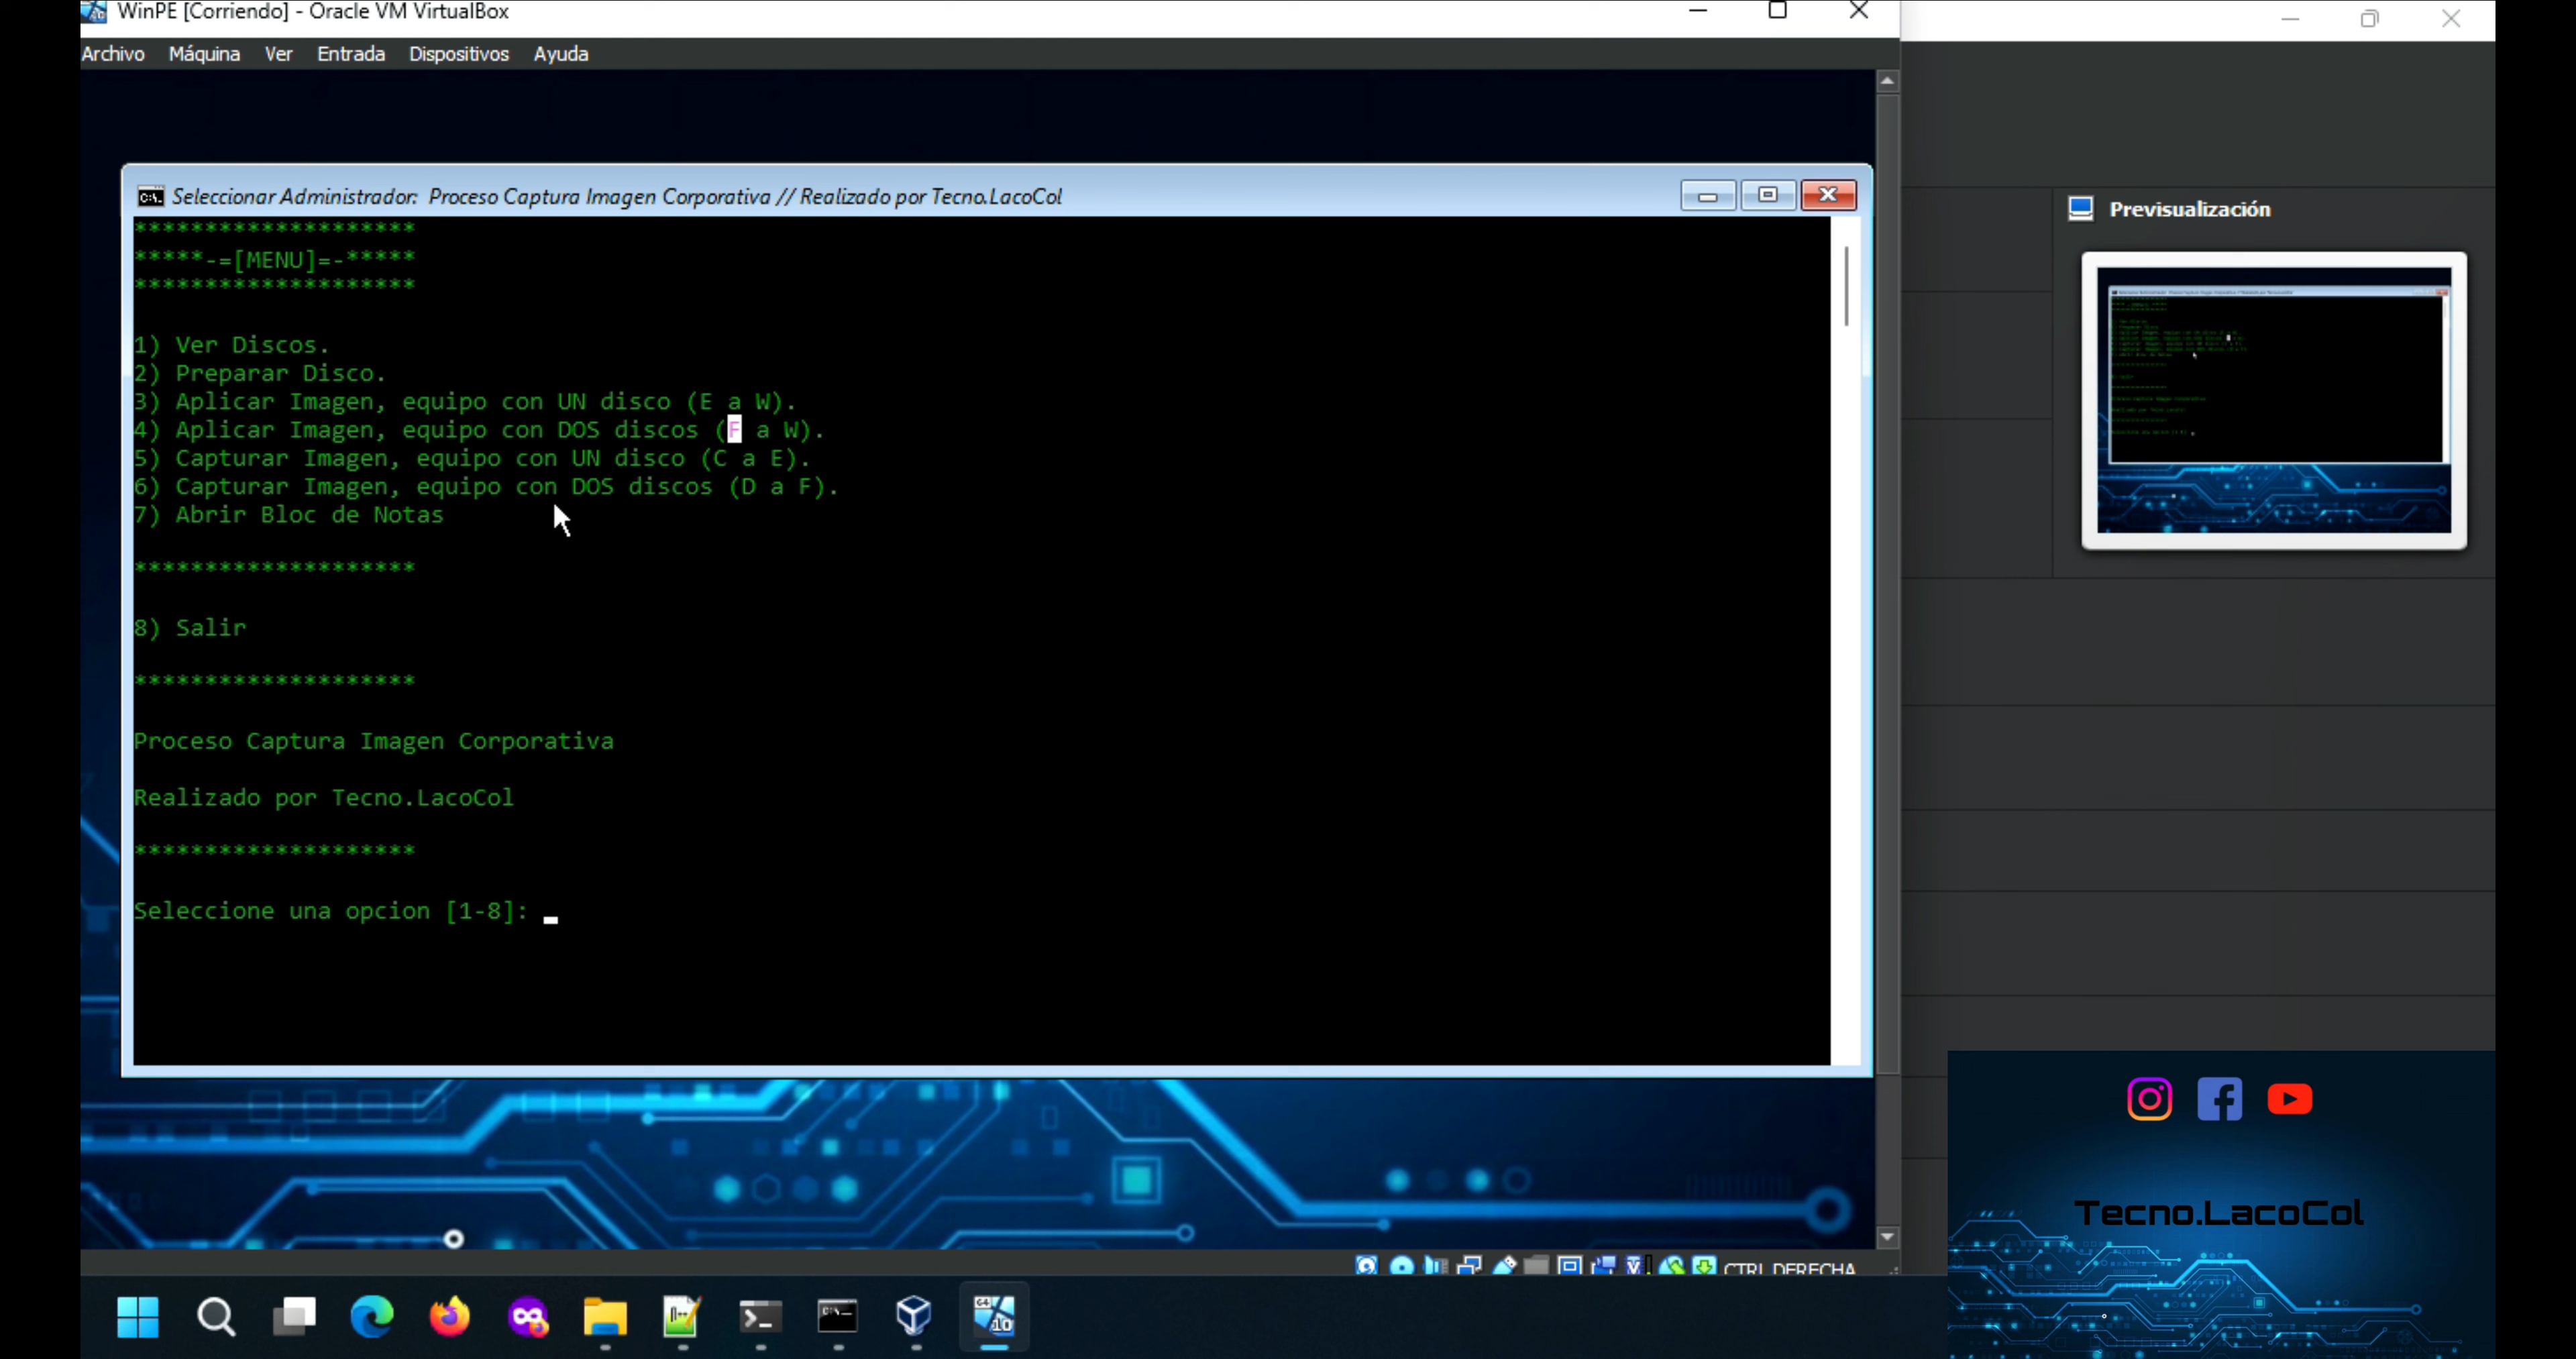 WinPE [Corriendo] - Oracle VM VirtualBox
Archivo Máquina Ver Entrada Dispositivos Ayuda
Seleccionar Administrador: Proceso Captura Imagen Corporativa // Realizado por Tecno.LacoCol
********************
*****-=[MENU]=-*****
********************
1) Ver Discos.
2) Preparar Disco.
3) Aplicar Imagen, equipo con UN disco (E a W).
4) Aplicar Imagen, equipo con DOS discos (F a W).
5) Capturar Imagen, equipo con UN disco (C a E).
6) Capturar Imagen, equipo con DOS discos (D a F).
7) Abrir Bloc de Notas
********************
8) Salir
********************
Proceso Captura Imagen Corporativa
Realizado por Tecno.LacoCol
********************
Seleccione una opcion [1-8]:
Previsualización
CTRL DERECHA
Tecno.LacoCol